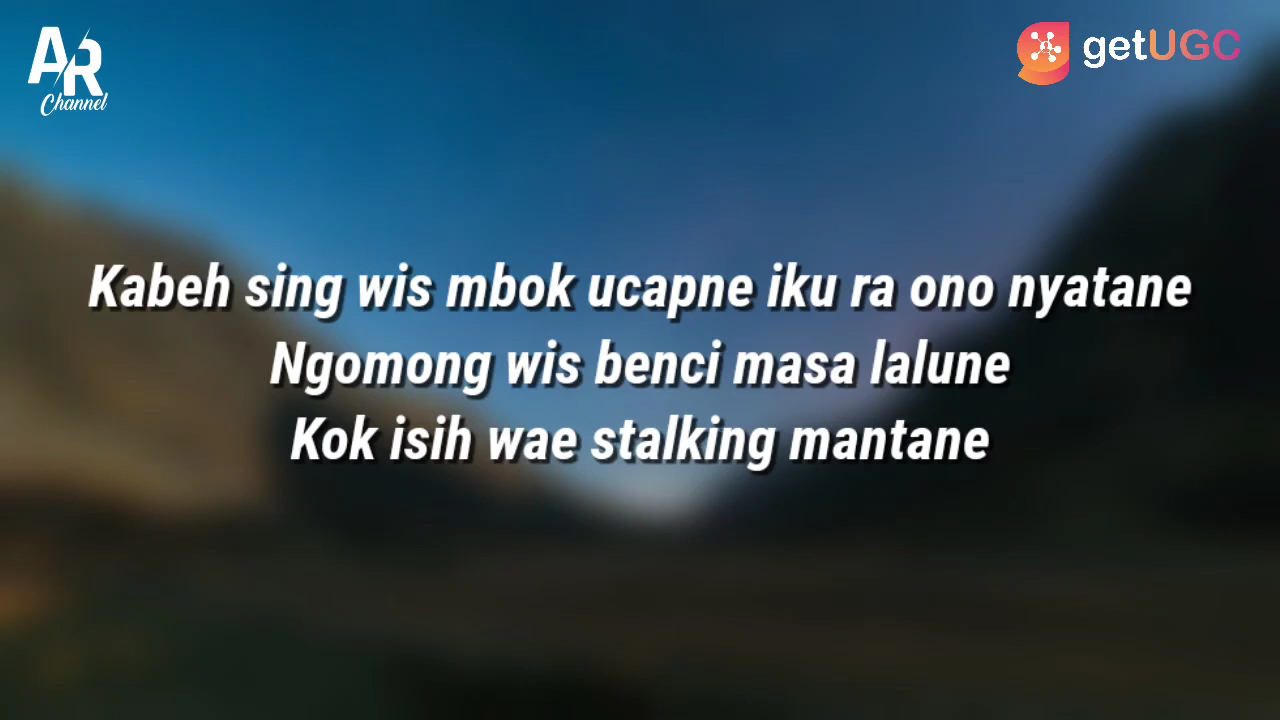 AR
Channel
getUGC
Kabeh sing wis mbok ucapne iku ra ono nyatane
Ngomong wis benci masa lalune
Kok isih wae stalking mantane